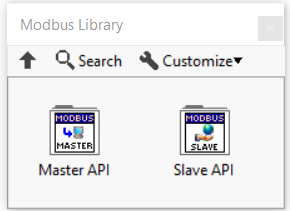 Modbus Library
Search Customize
MODBUS MODBUS
MASTER SLAVE
Master API Slave API